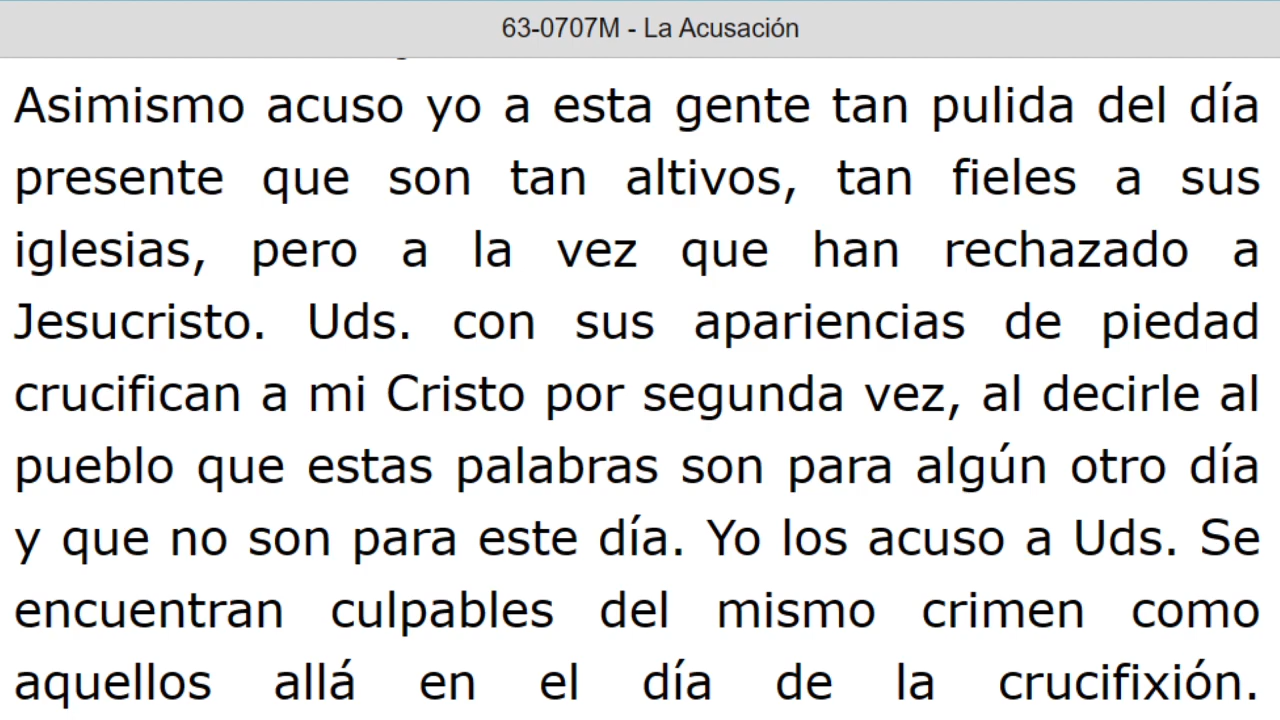 63-0707M - La Acusación
Asimismo acuso yo a esta gente tan pulida del día
presente que son tan altivos, tan fieles a sus
iglesias, pero a la vez que han rechazado a
Jesucristo. Uds. con sus apariencias de piedad
crucifican a mi Cristo por segunda vez, al decirle al
pueblo que estas palabras son para algún otro día
y que no son para este día. Yo los acuso a Uds. Se
encuentran culpables del mismo crimen como
aquellos allá en el día de la crucifixión.